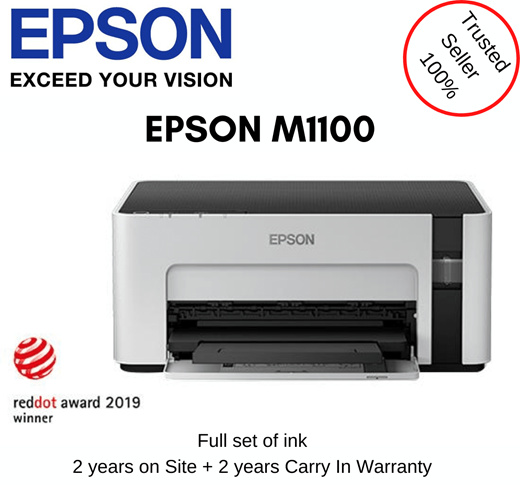 EPSON
EXCEED YOUR VISION
Trusted
Seller
100%
EPSON M1100
EPSON
reddot award 2019
winner
Full set of ink
2 years on Site + 2 years Carry In Warranty